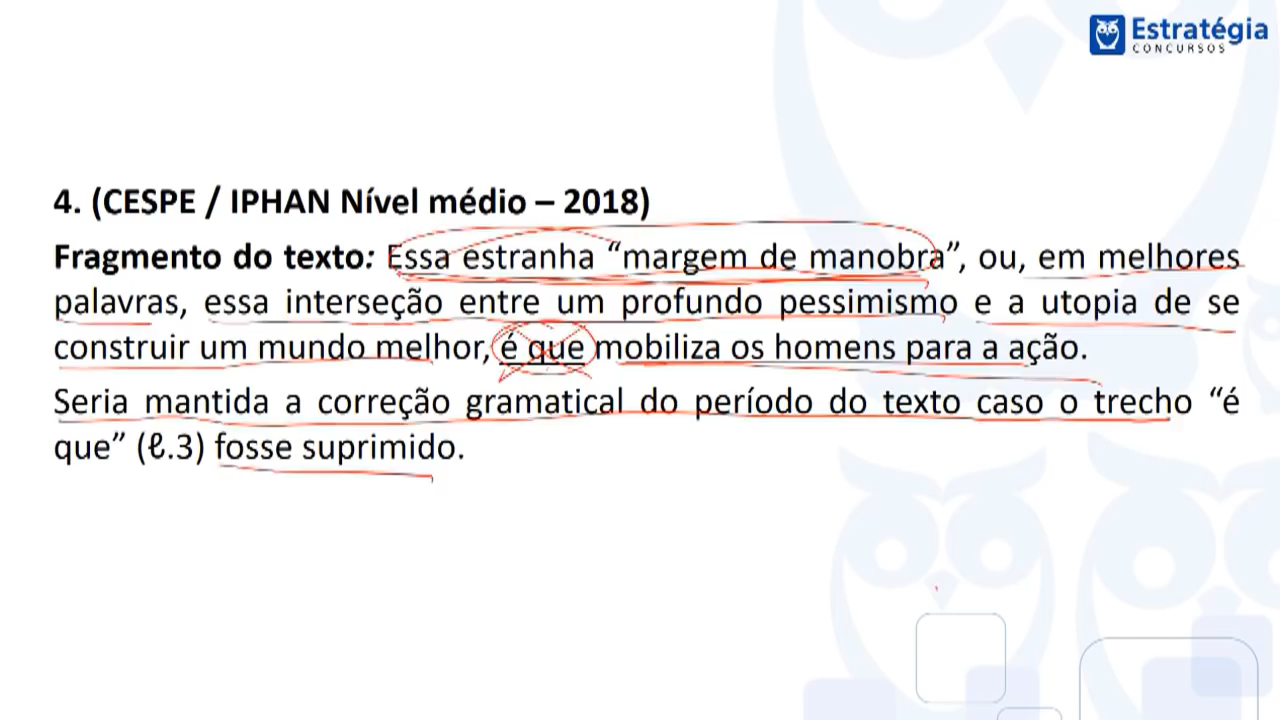 Estratégia
CONCURSOS
4. (CESPE / IPHAN Nível médio – 2018)
Fragmento do texto: Essa estranha “margem de manobra”, ou, em melhores
palavras, essa interseção entre um profundo pessimismo e a utopia de se
construir um mundo melhor, é que mobiliza os homens para a ação.
Seria mantida a correção gramatical do período do texto caso o trecho “é
que” (ℓ.3) fosse suprimido.